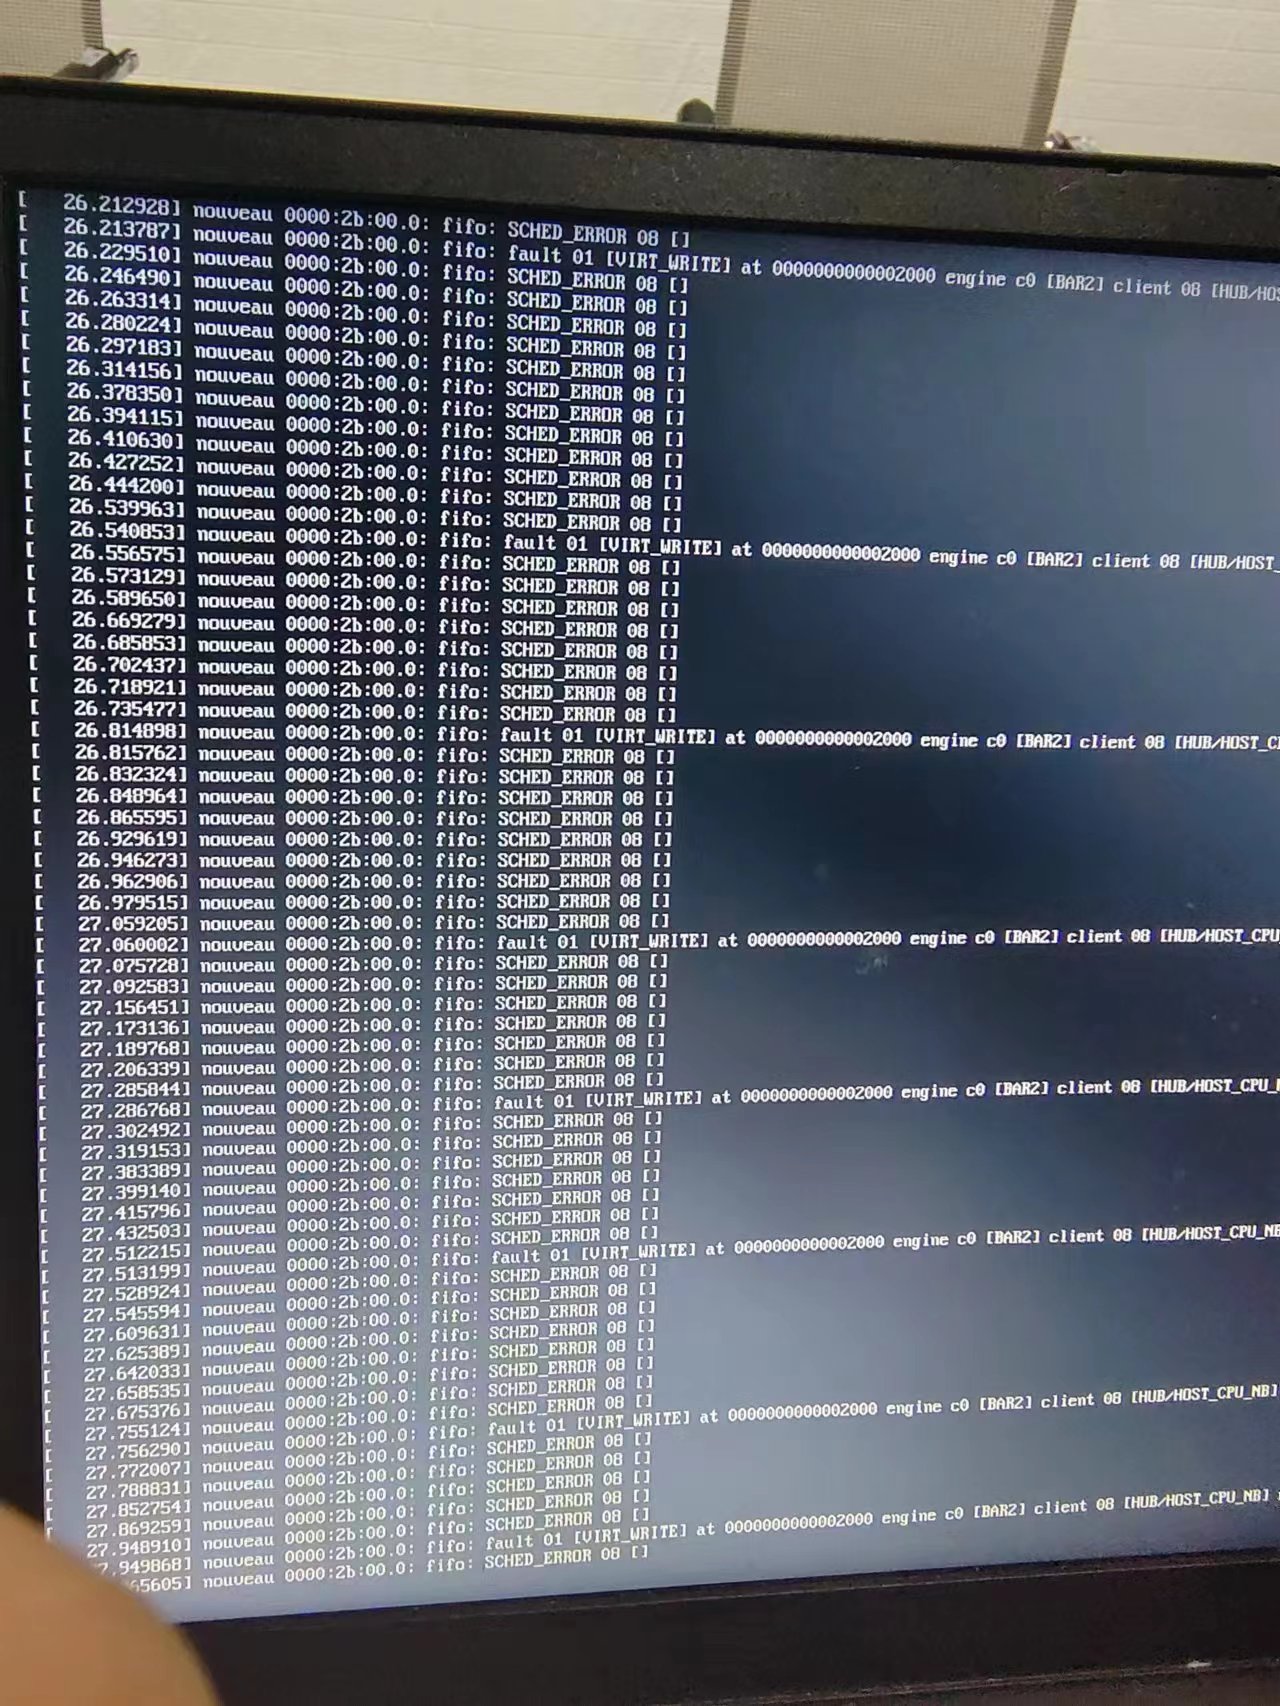 [ 26.212928] nouveau 0000:2b:00.0: fifo: SCHED_ERROR 08 []
[ 26.213787] nouveau 0000:2b:00.0: fifo: fault 01 [VIRT_WRITE] at 0000000000002000 engine c0 [BAR2] client 08 [HUB/HOS
[ 26.229510] nouveau 0000:2b:00.0: fifo: SCHED_ERROR 08 []
[ 26.246490] nouveau 0000:2b:00.0: fifo: SCHED_ERROR 08 []
[ 26.263314] nouveau 0000:2b:00.0: fifo: SCHED_ERROR 08 []
[ 26.280224] nouveau 0000:2b:00.0: fifo: SCHED_ERROR 08 []
[ 26.297183] nouveau 0000:2b:00.0: fifo: SCHED_ERROR 08 []
[ 26.314156] nouveau 0000:2b:00.0: fifo: SCHED_ERROR 08 []
[ 26.378350] nouveau 0000:2b:00.0: fifo: SCHED_ERROR 08 []
[ 26.394115] nouveau 0000:2b:00.0: fifo: SCHED_ERROR 08 []
[ 26.410630] nouveau 0000:2b:00.0: fifo: SCHED_ERROR 08 []
[ 26.427252] nouveau 0000:2b:00.0: fifo: SCHED_ERROR 08 []
[ 26.444200] nouveau 0000:2b:00.0: fifo: SCHED_ERROR 08 []
[ 26.539963] nouveau 0000:2b:00.0: fifo: SCHED_ERROR 08 []
[ 26.540853] nouveau 0000:2b:00.0: fifo: fault 01 [VIRT_WRITE] at 0000000000002000 engine c0 [BAR2] client 08 [HUB/HOST_
[ 26.556575] nouveau 0000:2b:00.0: fifo: SCHED_ERROR 08 []
[ 26.573129] nouveau 0000:2b:00.0: fifo: SCHED_ERROR 08 []
[ 26.589650] nouveau 0000:2b:00.0: fifo: SCHED_ERROR 08 []
[ 26.669279] nouveau 0000:2b:00.0: fifo: SCHED_ERROR 08 []
[ 26.685853] nouveau 0000:2b:00.0: fifo: SCHED_ERROR 08 []
[ 26.702437] nouveau 0000:2b:00.0: fifo: SCHED_ERROR 08 []
[ 26.718921] nouveau 0000:2b:00.0: fifo: SCHED_ERROR 08 []
[ 26.735477] nouveau 0000:2b:00.0: fifo: SCHED_ERROR 08 []
[ 26.814898] nouveau 0000:2b:00.0: fifo: fault 01 [VIRT_WRITE] at 0000000000002000 engine c0 [BAR2] client 08 [HUB/HOST_C
[ 26.815762] nouveau 0000:2b:00.0: fifo: SCHED_ERROR 08 []
[ 26.832324] nouveau 0000:2b:00.0: fifo: SCHED_ERROR 08 []
[ 26.848964] nouveau 0000:2b:00.0: fifo: SCHED_ERROR 08 []
[ 26.865595] nouveau 0000:2b:00.0: fifo: SCHED_ERROR 08 []
[ 26.929619] nouveau 0000:2b:00.0: fifo: SCHED_ERROR 08 []
[ 26.946273] nouveau 0000:2b:00.0: fifo: SCHED_ERROR 08 []
[ 26.962906] nouveau 0000:2b:00.0: fifo: SCHED_ERROR 08 []
[ 26.979515] nouveau 0000:2b:00.0: fifo: SCHED_ERROR 08 []
[ 27.059205] nouveau 0000:2b:00.0: fifo: SCHED_ERROR 08 []
[ 27.060002] nouveau 0000:2b:00.0: fifo: fault 01 [VIRT_WRITE] at 0000000000002000 engine c0 [BAR2] client 08 [HUB/HOST_CPU
[ 27.075728] nouveau 0000:2b:00.0: fifo: SCHED_ERROR 08 []
[ 27.092583] nouveau 0000:2b:00.0: fifo: SCHED_ERROR 08 []
[ 27.156451] nouveau 0000:2b:00.0: fifo: SCHED_ERROR 08 []
[ 27.173136] nouveau 0000:2b:00.0: fifo: SCHED_ERROR 08 []
[ 27.189768] nouveau 0000:2b:00.0: fifo: SCHED_ERROR 08 []
[ 27.206339] nouveau 0000:2b:00.0: fifo: SCHED_ERROR 08 []
[ 27.285844] nouveau 0000:2b:00.0: fifo: SCHED_ERROR 08 []
[ 27.286768] nouveau 0000:2b:00.0: fifo: fault 01 [VIRT_WRITE] at 0000000000002000 engine c0 [BAR2] client 08 [HUB/HOST_CPU_
[ 27.302492] nouveau 0000:2b:00.0: fifo: SCHED_ERROR 08 []
[ 27.319153] nouveau 0000:2b:00.0: fifo: SCHED_ERROR 08 []
[ 27.383389] nouveau 0000:2b:00.0: fifo: SCHED_ERROR 08 []
[ 27.399140] nouveau 0000:2b:00.0: fifo: SCHED_ERROR 08 []
[ 27.415796] nouveau 0000:2b:00.0: fifo: SCHED_ERROR 08 []
[ 27.432503] nouveau 0000:2b:00.0: fifo: SCHED_ERROR 08 []
[ 27.512215] nouveau 0000:2b:00.0: fifo: SCHED_ERROR 08 []
[ 27.513199] nouveau 0000:2b:00.0: fifo: fault 01 [VIRT_WRITE] at 0000000000002000 engine c0 [BAR2] client 08 [HUB/HOST_CPU_NB
[ 27.528924] nouveau 0000:2b:00.0: fifo: SCHED_ERROR 08 []
[ 27.545594] nouveau 0000:2b:00.0: fifo: SCHED_ERROR 08 []
[ 27.609631] nouveau 0000:2b:00.0: fifo: SCHED_ERROR 08 []
[ 27.625389] nouveau 0000:2b:00.0: fifo: SCHED_ERROR 08 []
[ 27.642033] nouveau 0000:2b:00.0: fifo: SCHED_ERROR 08 []
[ 27.658535] nouveau 0000:2b:00.0: fifo: SCHED_ERROR 08 []
[ 27.675376] nouveau 0000:2b:00.0: fifo: SCHED_ERROR 08 []
[ 27.755124] nouveau 0000:2b:00.0: fifo: SCHED_ERROR 08 []
[ 27.756290] nouveau 0000:2b:00.0: fifo: fault 01 [VIRT_WRITE] at 0000000000002000 engine c0 [BAR2] client 08 [HUB/HOST_CPU_NB]
[ 27.772007] nouveau 0000:2b:00.0: fifo: SCHED_ERROR 08 []
[ 27.788831] nouveau 0000:2b:00.0: fifo: SCHED_ERROR 08 []
[ 27.852754] nouveau 0000:2b:00.0: fifo: SCHED_ERROR 08 []
[ 27.869259] nouveau 0000:2b:00.0: fifo: SCHED_ERROR 08 []
27.948910] nouveau 0000:2b:00.0: fifo: SCHED_ERROR 08 []
7.949868] nouveau 0000:2b:00.0: fifo: fault 01 [VIRT_WRITE] at 0000000000002000 engine c0 [BAR2] client 08 [HUB/HOST_CPU_NB]
65605] nouveau 0000:2b:00.0: fifo: SCHED_ERROR 08 []